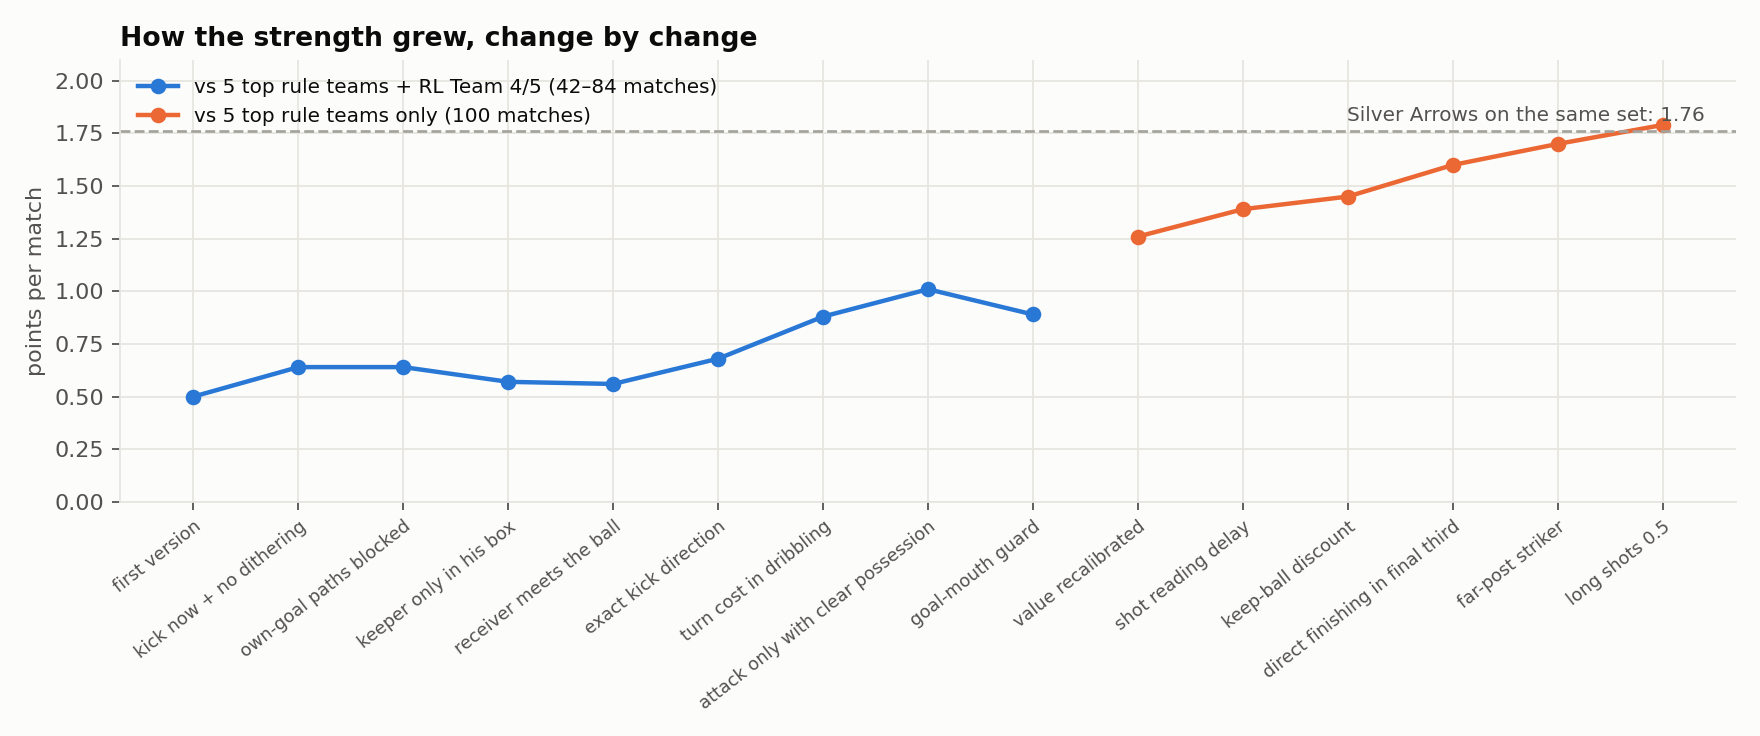 How the strength grew, change by change
vs 5 top rule teams + RL Team 4/5 (42–84 matches)
vs 5 top rule teams only (100 matches)
Silver Arrows on the same set: 1.76
points per match
2.00
1.75
1.50
1.25
1.00
0.75
0.50
0.25
0.00
first version
kick now + no dithering
own-goal paths blocked
keeper only in his box
receiver meets the ball
exact kick direction
turn cost in dribbling
attack only with clear possession
goal-mouth guard
value recalibrated
shot reading delay
keep-ball discount
direct finishing in final third
far-post striker
long shots 0.5